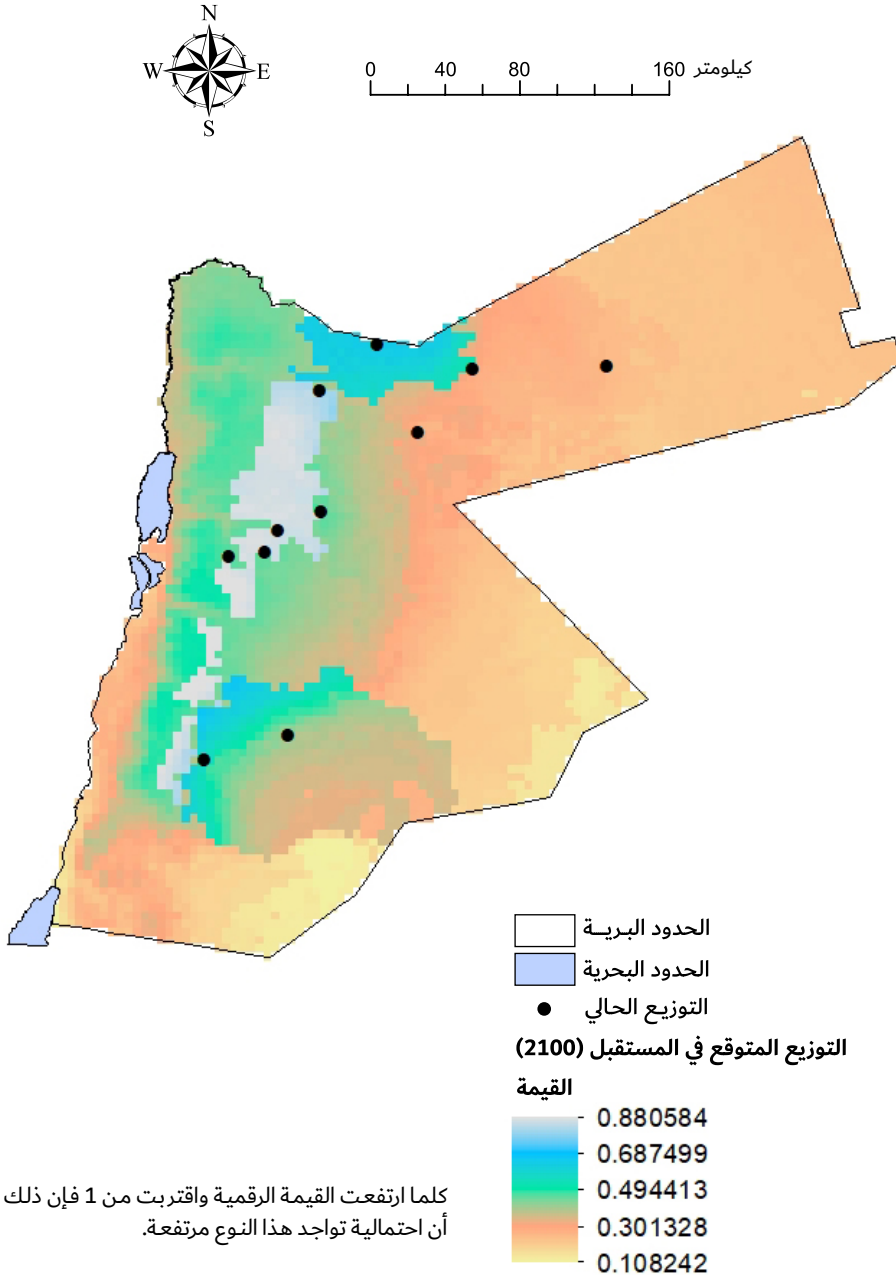 N
W E
S
0 40 80 160 كيلومتر
الحدود البريــة
الحدود البحرية
التوزيع الحالي
التوزيع المتوقع في المستقبل (2100)
القيمة
0.880584
0.687499
0.494413
0.301328
0.108242
كلما ارتفعت القيمة الرقمية واقتربت من 1 فإن ذلك
أن احتمالية تواجد هذا النوع مرتفعة.